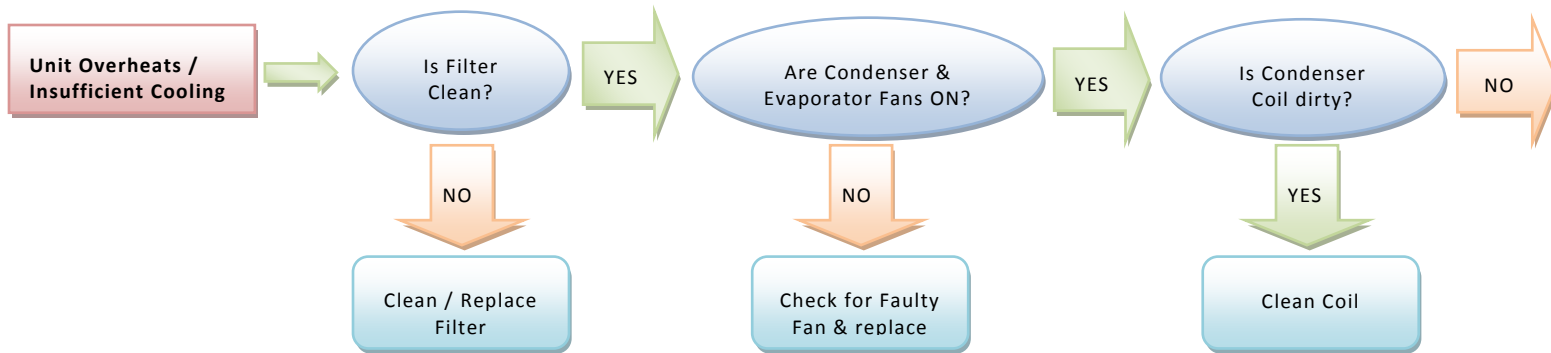 Unit Overheats /
Insufficient Cooling
Is Filter
Clean?
YES
Are Condenser &
Evaporator Fans ON?
YES
Is Condenser
Coil dirty?
NO
NO
NO
YES
Clean / Replace
Filter
Check for Faulty
Fan & replace
Clean Coil